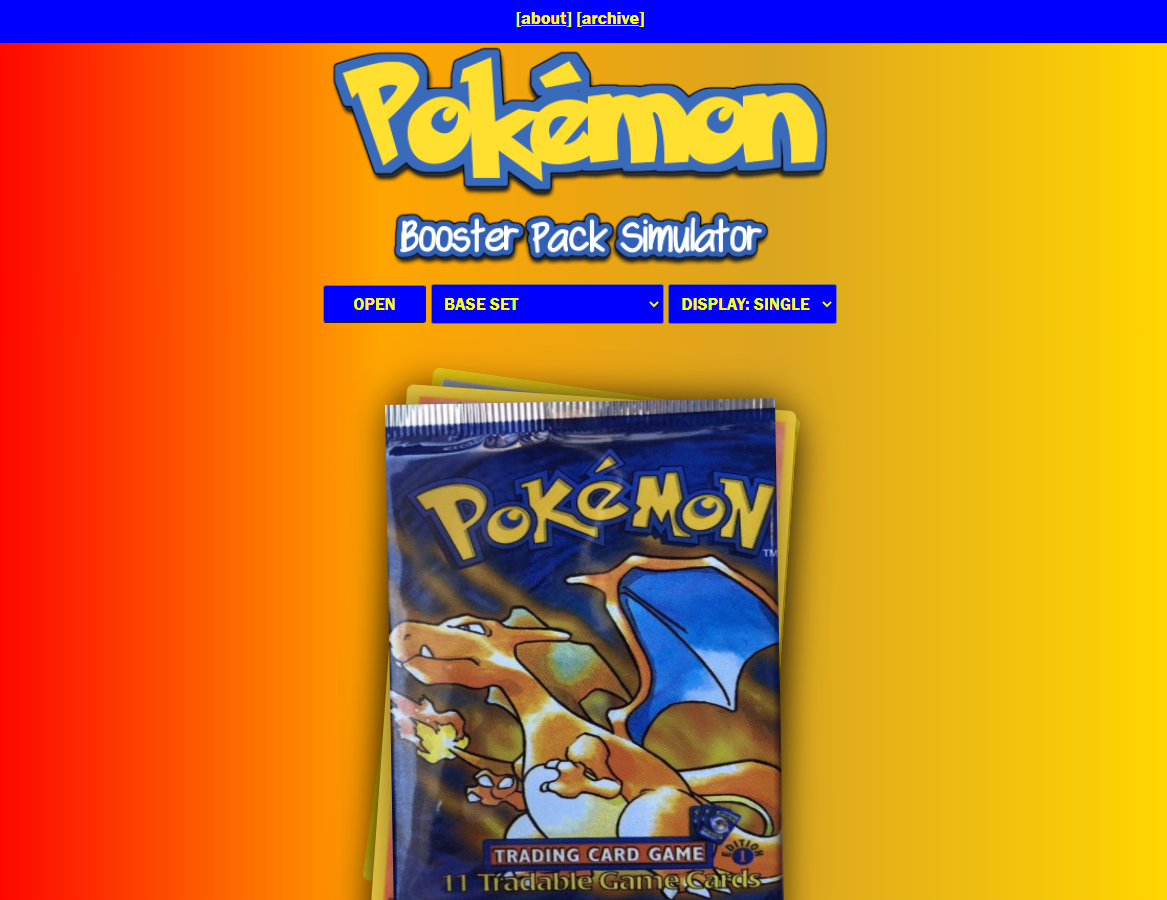 [about] [archive]
Pokémon
Booster Pack Simulator
OPEN BASE SET DISPLAY: SINGLE
POKéMON
TM
EDITION
1
TRADING CARD GAME
11 Tradable Game Cards